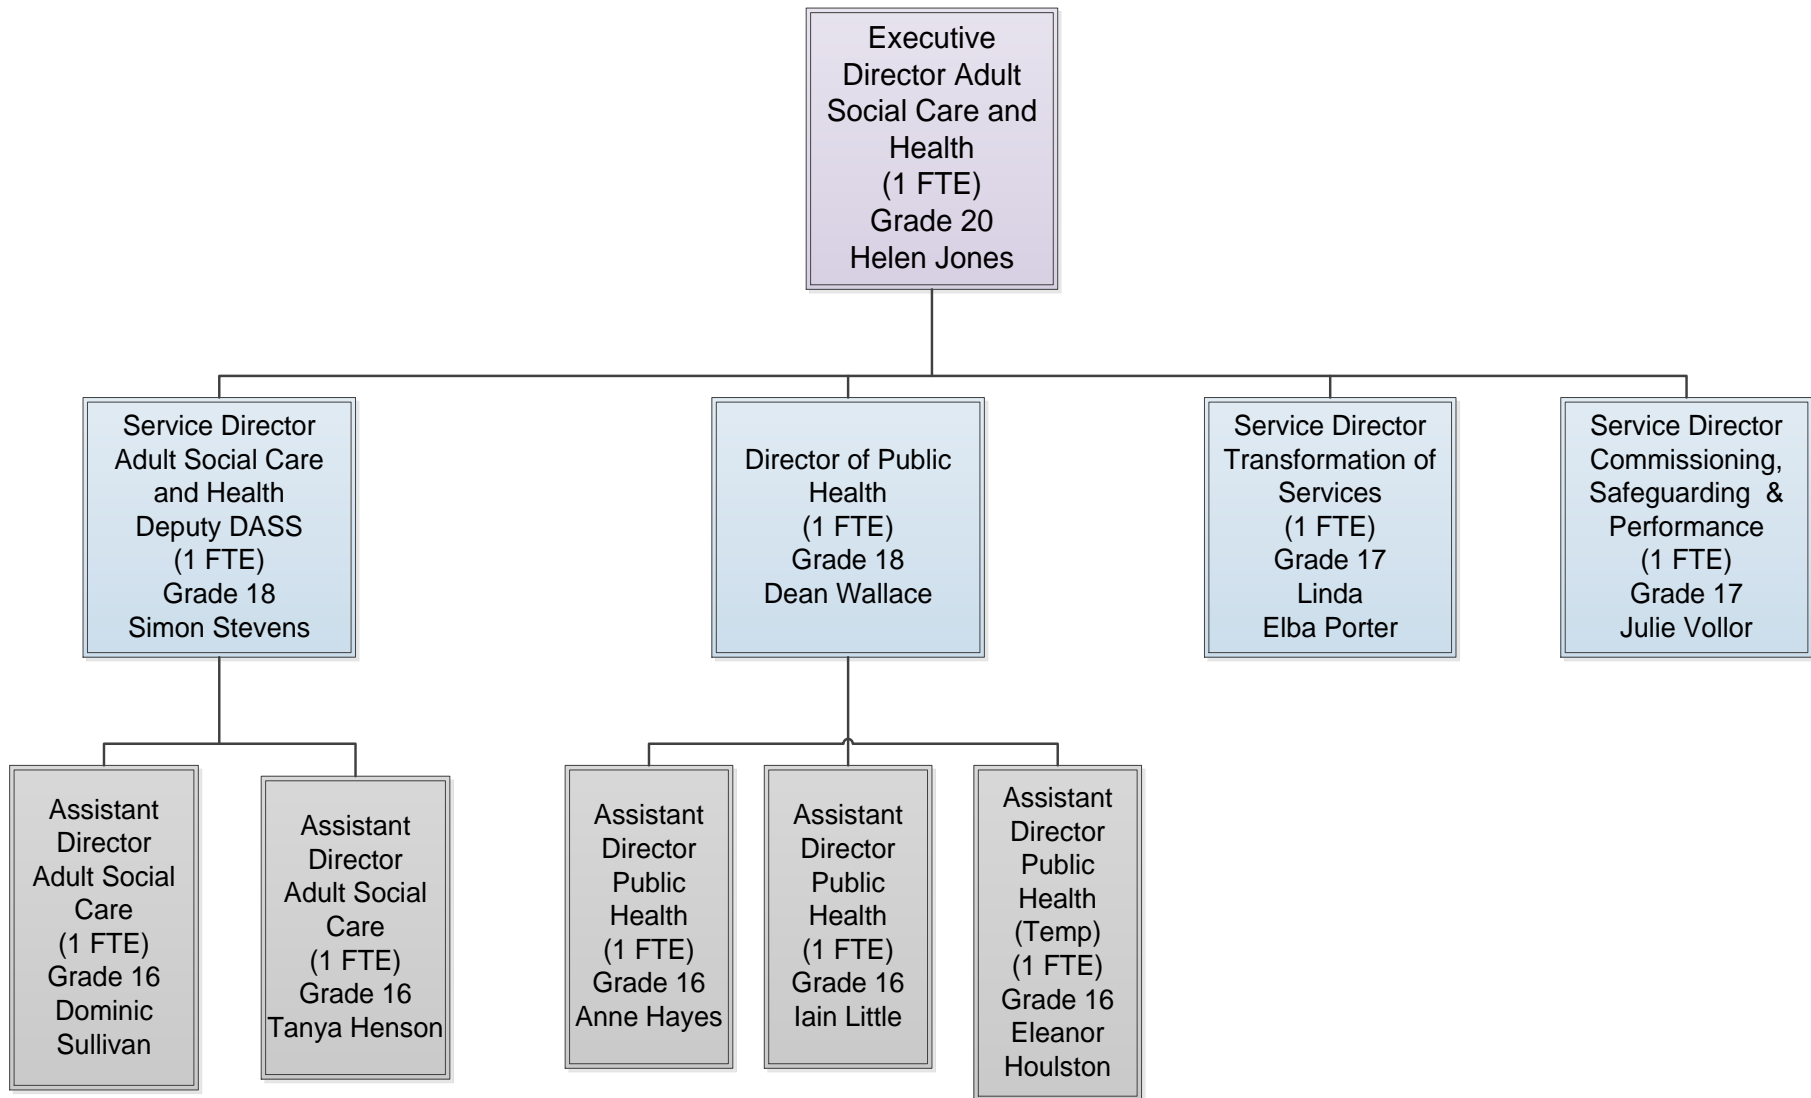 Executive
Director Adult
Social Care and
Health
(1 FTE)
Grade 20
Helen Jones
Service Director
Adult Social Care
and Health
Deputy DASS
(1 FTE)
Grade 18
Simon Stevens
Director of Public
Health
(1 FTE)
Grade 18
Dean Wallace
Service Director
Transformation of
Services
(1 FTE)
Grade 17
Linda
Elba Porter
Service Director
Commissioning,
Safeguarding &
Performance
(1 FTE)
Grade 17
Julie Vollor
Assistant
Director
Adult Social
Care
(1 FTE)
Grade 16
Dominic
Sullivan
Assistant
Director
Adult Social
Care
(1 FTE)
Grade 16
Tanya Henson
Assistant
Director
Public
Health
(1 FTE)
Grade 16
Anne Hayes
Assistant
Director
Public
Health
(1 FTE)
Grade 16
Iain Little
Assistant
Director
Public
Health
(Temp)
(1 FTE)
Grade 16
Eleanor
Houlston